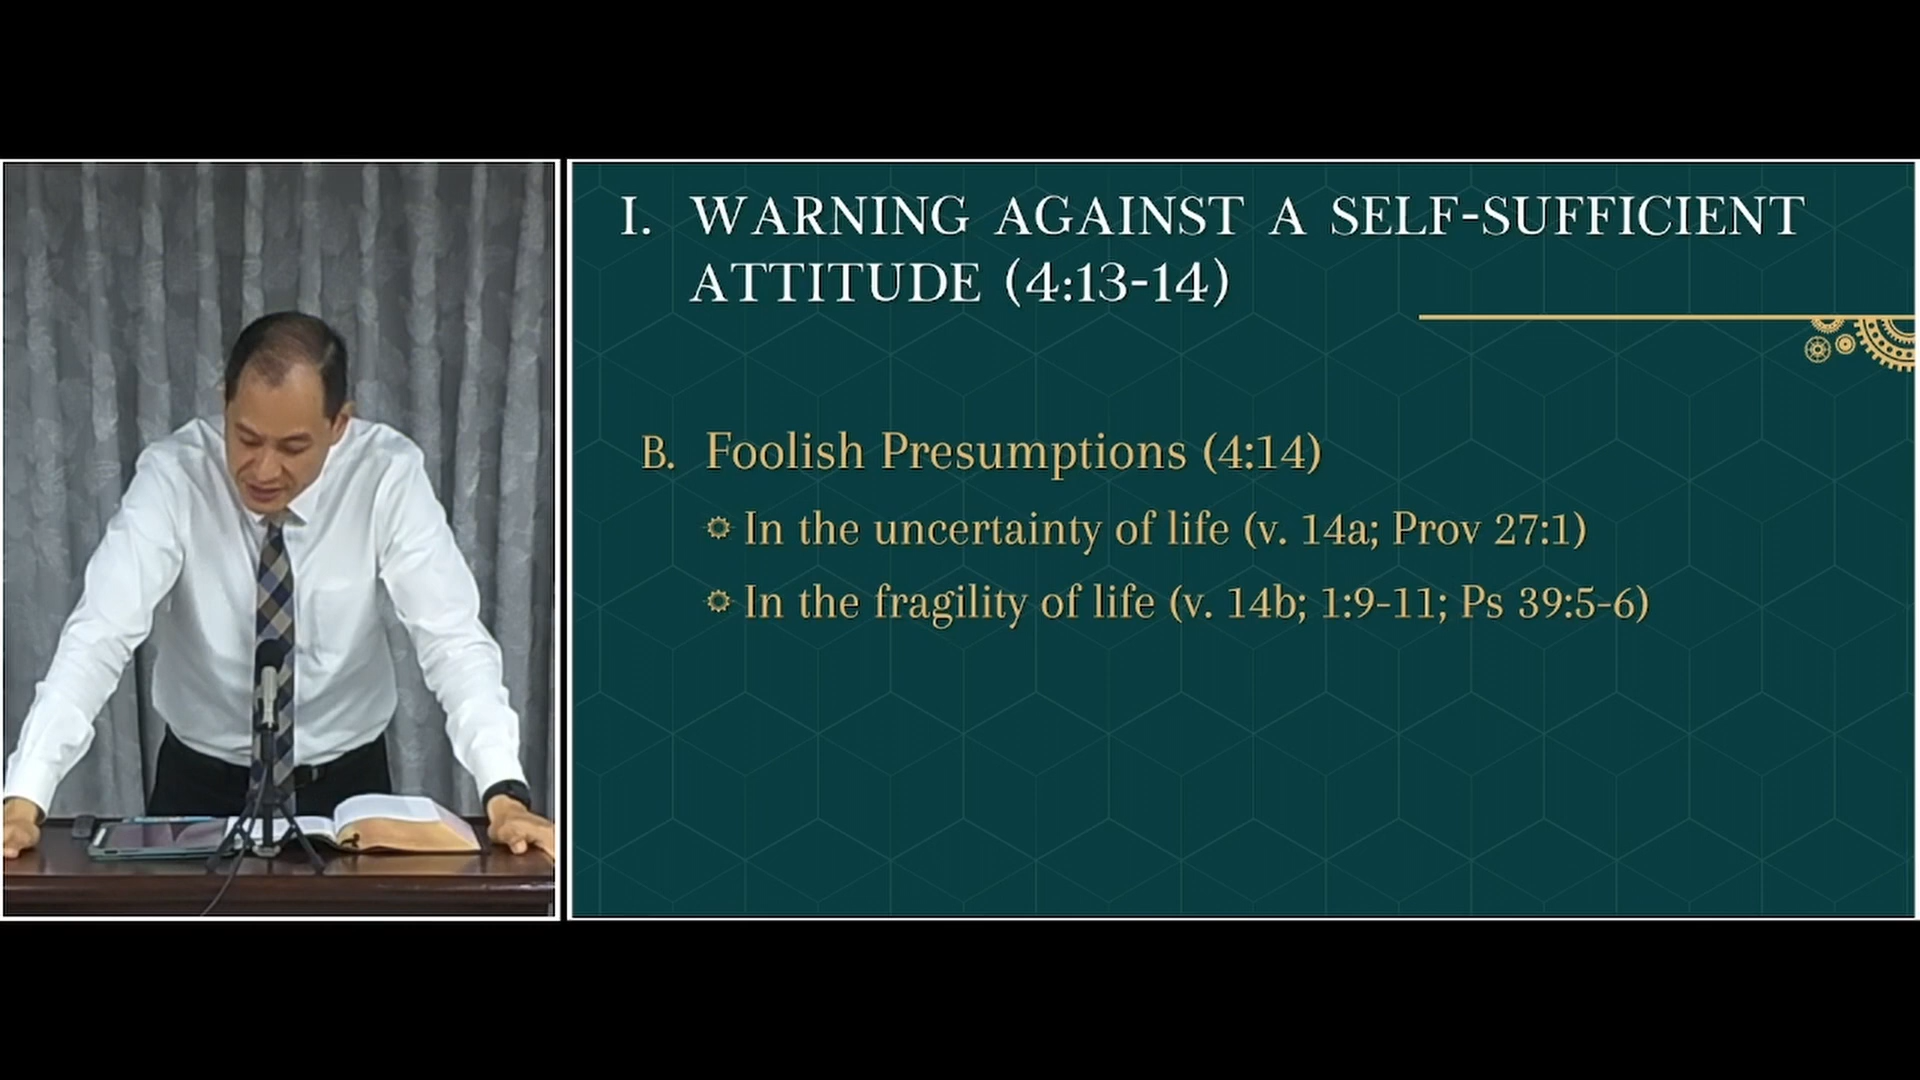 I. WARNING AGAINST A SELF-SUFFICIENT
ATTITUDE (4:13-14)
B. Foolish Presumptions (4:14)
In the uncertainty of life (v. 14a; Prov 27:1)
In the fragility of life (v. 14b; 1:9-11; Ps 39:5-6)